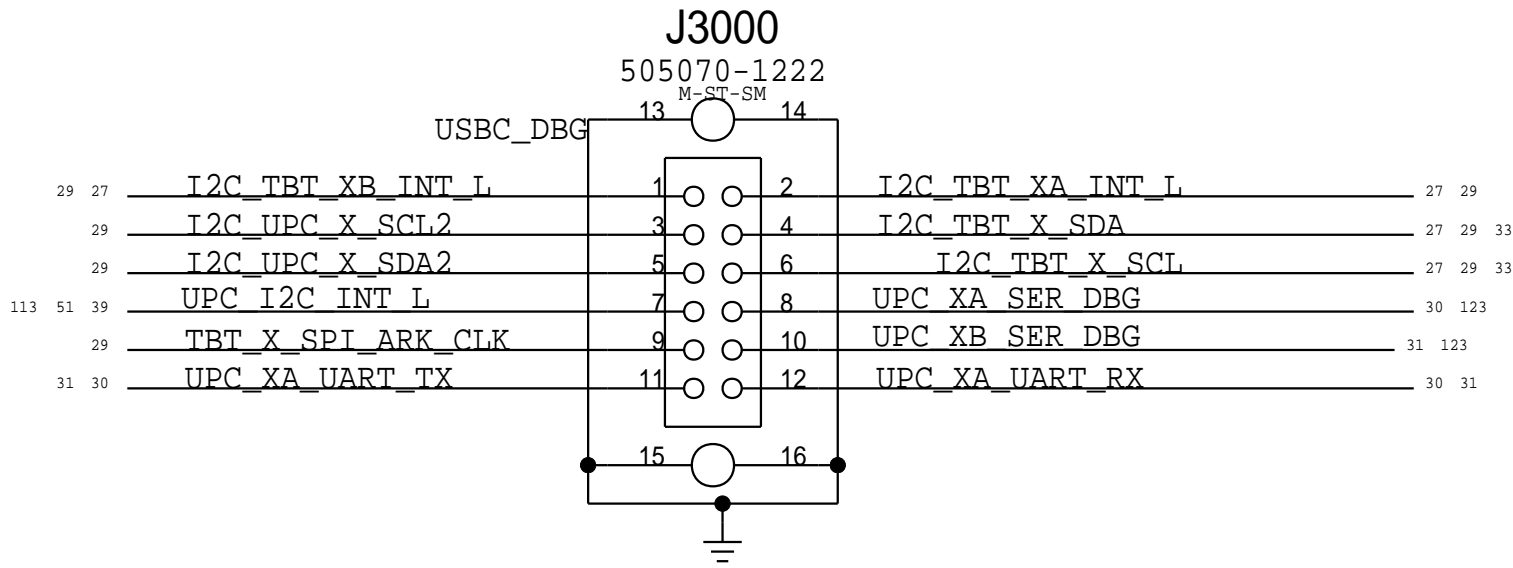 J3000
505070-1222
M-ST-SM
13 14
USBC_DBG
29 27 I2C_TBT_XB_INT_L 1 2 I2C_TBT_XA_INT_L 27 29
29 I2C_UPC_X_SCL2 3 4 I2C_TBT_X_SDA 27 29 33
29 I2C_UPC_X_SDA2 5 6 I2C_TBT_X_SCL 27 29 33
113 51 39 UPC_I2C_INT_L 7 8 UPC_XA_SER_DBG 30 123
29 TBT_X_SPI_ARK_CLK 9 10 UPC_XB_SER_DBG 31 123
31 30 UPC_XA_UART_TX 11 12 UPC_XA_UART_RX 30 31
15 16